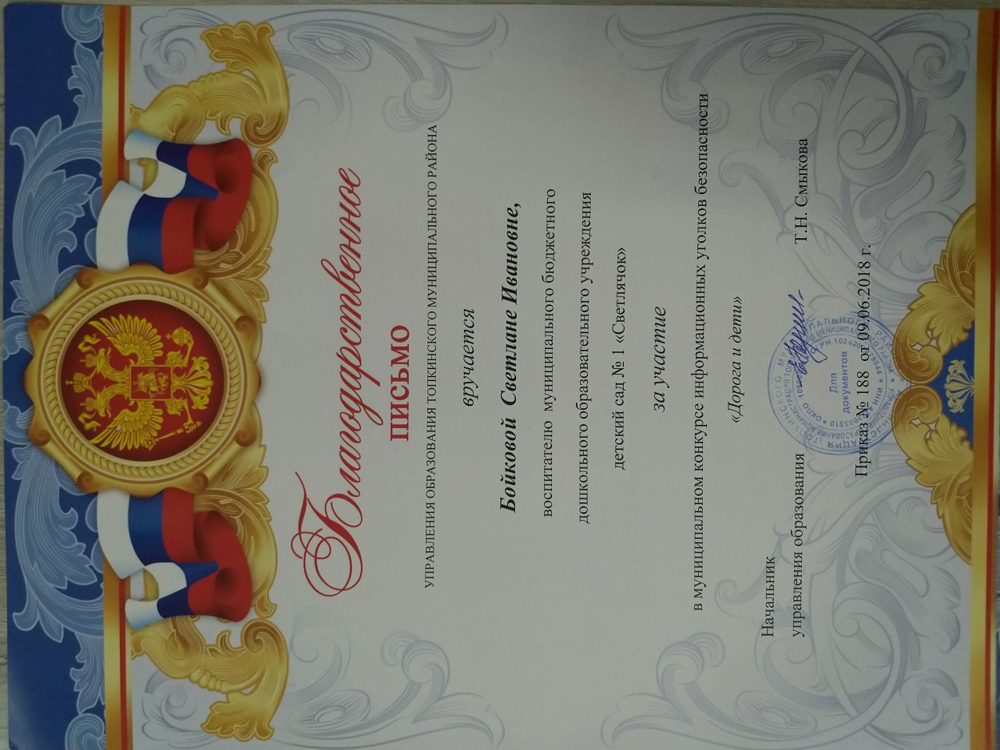 Благодарственное
ПИСЬМО
УПРАВЛЕНИЯ ОБРАЗОВАНИЯ ТОПКИНСКОГО МУНИЦИПАЛЬНОГО РАЙОНА
вручается
Бойковой Светлане Ивановне,
воспитателю муниципального бюджетного
дошкольного образовательного учреждения
детский сад № 1 «Светлячок»
за участие
в муниципальном конкурсе информационных уголков безопасности
«Дорога и дети»
Начальник
управления образования Т.Н. Смыкова
Для
документов
Приказ № 188 от 09.06.2018 г.